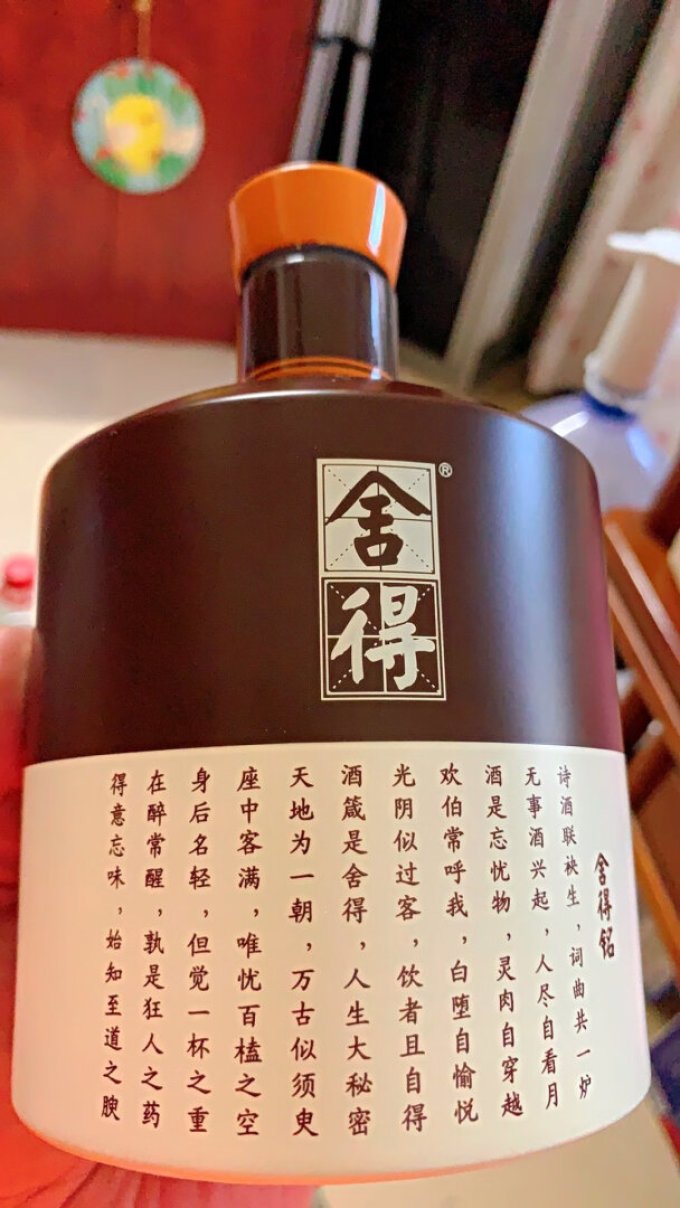 舍得®
舍得铭
诗酒联袂生，词曲共一炉
无事酒兴起，人尽自看月
酒是忘忧物，灵肉自穿越
欢伯常呼我，白堕自愉悦
光阴似过客，饮者且自得
酒箴是舍得，人生大秘密
天地为一朝，万古似须臾
座中客满，唯忧百榼之空
身后名轻，但觉一杯之重
在醉常醒，孰是狂人之药
得意忘味，始知至道之腴